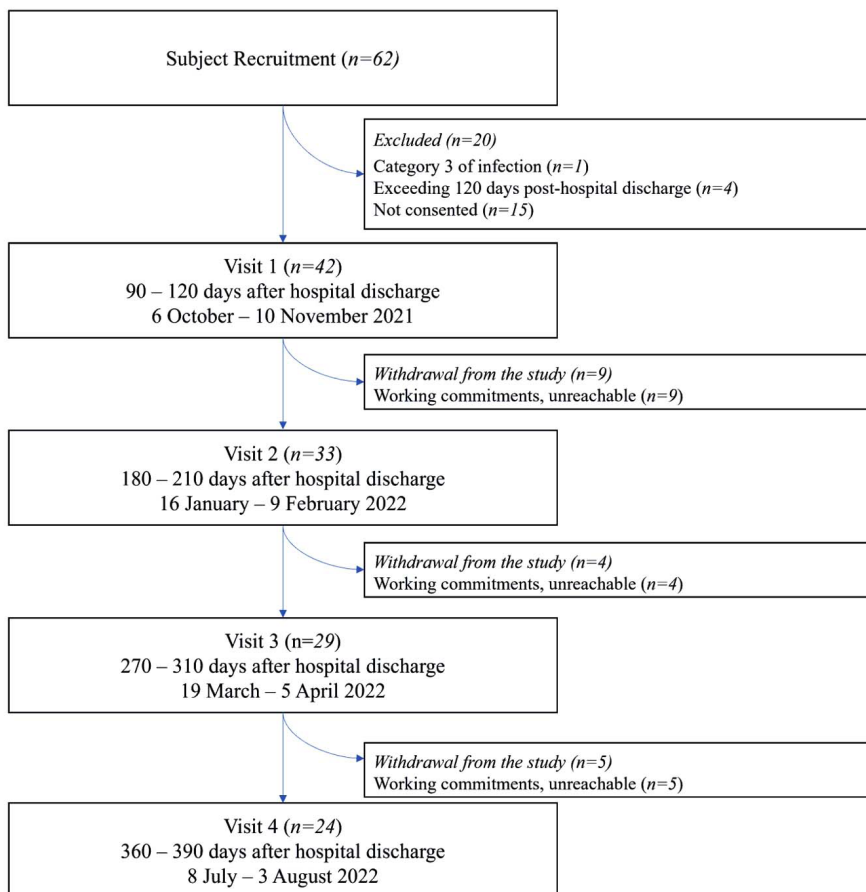 Subject Recruitment (n=62)
Excluded (n=20)
Category 3 of infection (n=1)
Exceeding 120 days post-hospital discharge (n=4)
Not consented (n=15)
Visit 1 (n=42)
90 – 120 days after hospital discharge
6 October – 10 November 2021
Withdrawal from the study (n=9)
Working commitments, unreachable (n=9)
Visit 2 (n=33)
180 – 210 days after hospital discharge
16 January – 9 February 2022
Withdrawal from the study (n=4)
Working commitments, unreachable (n=4)
Visit 3 (n=29)
270 – 310 days after hospital discharge
19 March – 5 April 2022
Withdrawal from the study (n=5)
Working commitments, unreachable (n=5)
Visit 4 (n=24)
360 – 390 days after hospital discharge
8 July – 3 August 2022